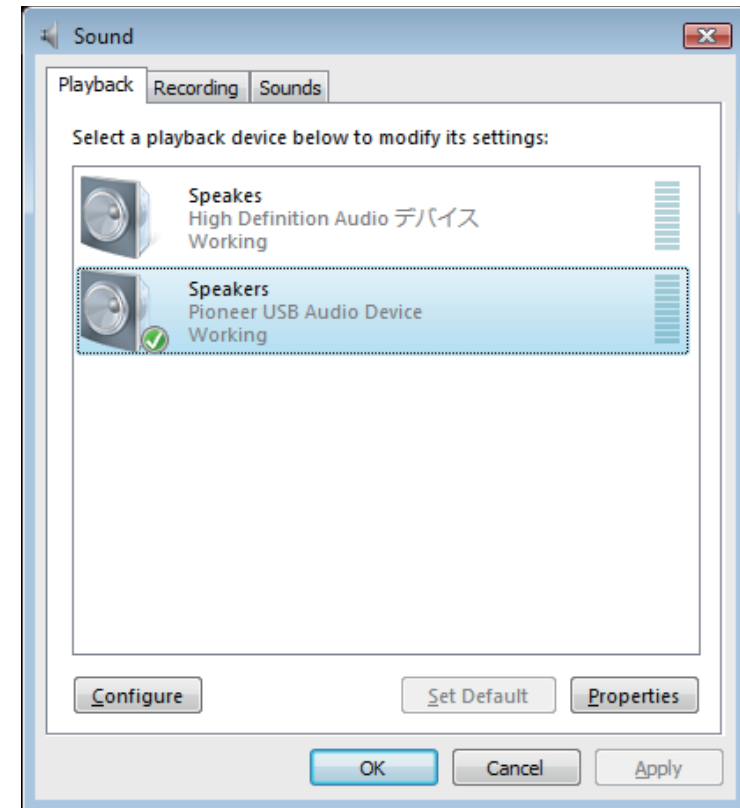 Sound
Playback Recording Sounds
Select a playback device below to modify its settings:
Speakes
High Definition Audio デバイス
Working
Speakers
Pioneer USB Audio Device
Working
Configure Set Default Properties
OK Cancel Apply